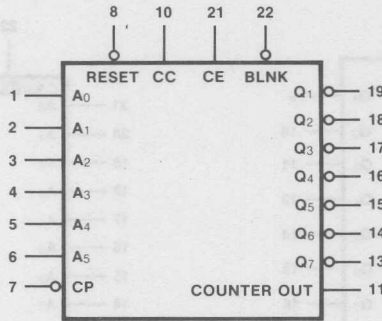 8 10 21 22
RESET CC CE BLNK
1 A0 Q1 19
2 A1 Q2 18
3 A2 Q3 17
4 A3 Q4 16
5 A4 Q5 15
6 A5 Q6 14
7 CP Q7 13
COUNTER OUT 11